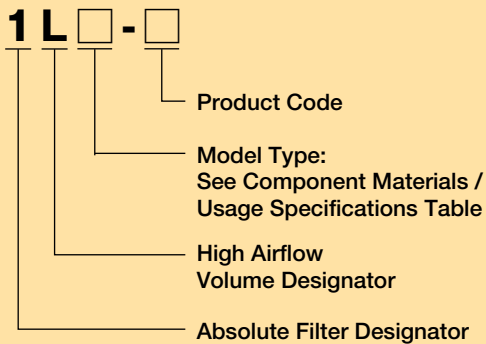 1 L □ - □
Product Code
Model Type:
See Component Materials /
Usage Specifications Table
High Airflow
Volume Designator
Absolute Filter Designator